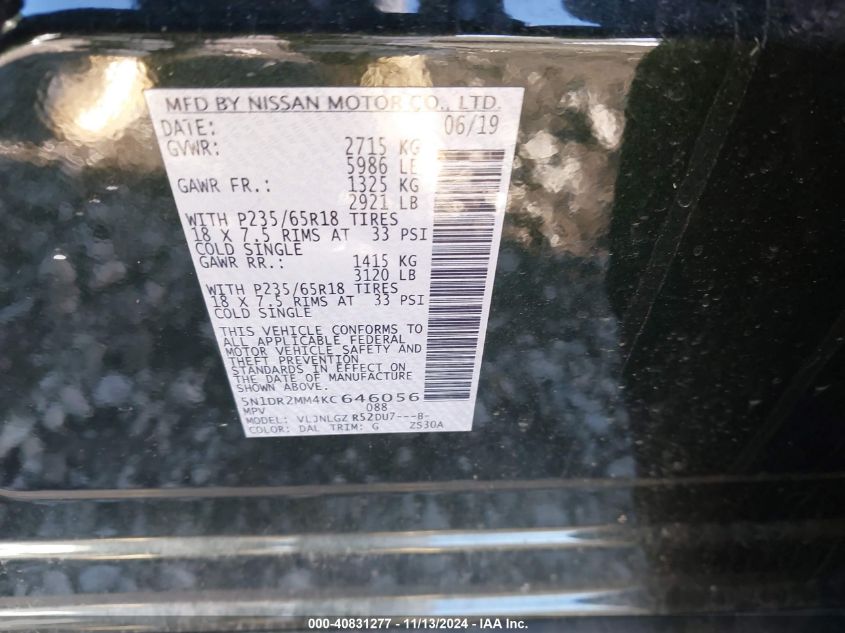 MFD BY NISSAN MOTOR CO., LTD.
DATE: 06/19
GVWR: 2715 KG
5986 LB
GAWR FR.: 1325 KG
2921 LB
WITH P235/65R18 TIRES
18 X 7.5 RIMS AT 33 PSI
COLD SINGLE
GAWR RR.: 1415 KG
3120 LB
WITH P235/65R18 TIRES
18 X 7.5 RIMS AT 33 PSI
COLD SINGLE
THIS VEHICLE CONFORMS TO
ALL APPLICABLE FEDERAL
MOTOR VEHICLE SAFETY AND
THEFT PREVENTION
STANDARDS IN EFFECT ON
THE DATE OF MANUFACTURE
SHOWN ABOVE.
5N1DR2MM4KC646056
MPV 088
MODEL: VLJNLGZ R52DU7---B-
COLOR: DAL TRIM: G ZS30A
000-40831277 - 11/13/2024 - IAA Inc.